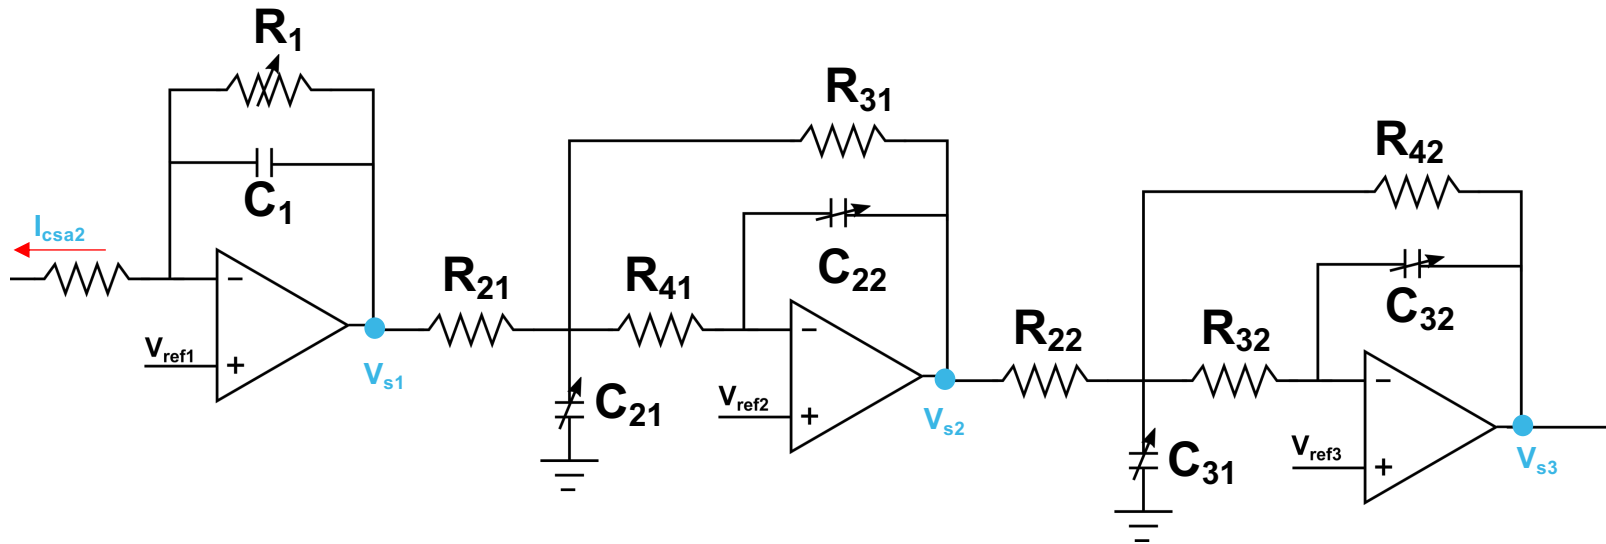 R1
C1
Icsa2
−
Vref1
+
Vs1
R21
R31
R41
C22
C21
−
Vref2
+
Vs2
R22
R42
R32
C32
C31
−
Vref3
+
Vs3